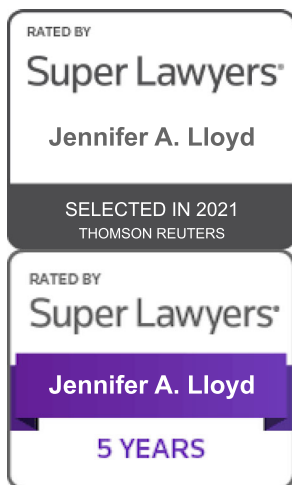 RATED BY
Super Lawyers®
Jennifer A. Lloyd
SELECTED IN 2021
THOMSON REUTERS
RATED BY
Super Lawyers®
Jennifer A. Lloyd
5 YEARS